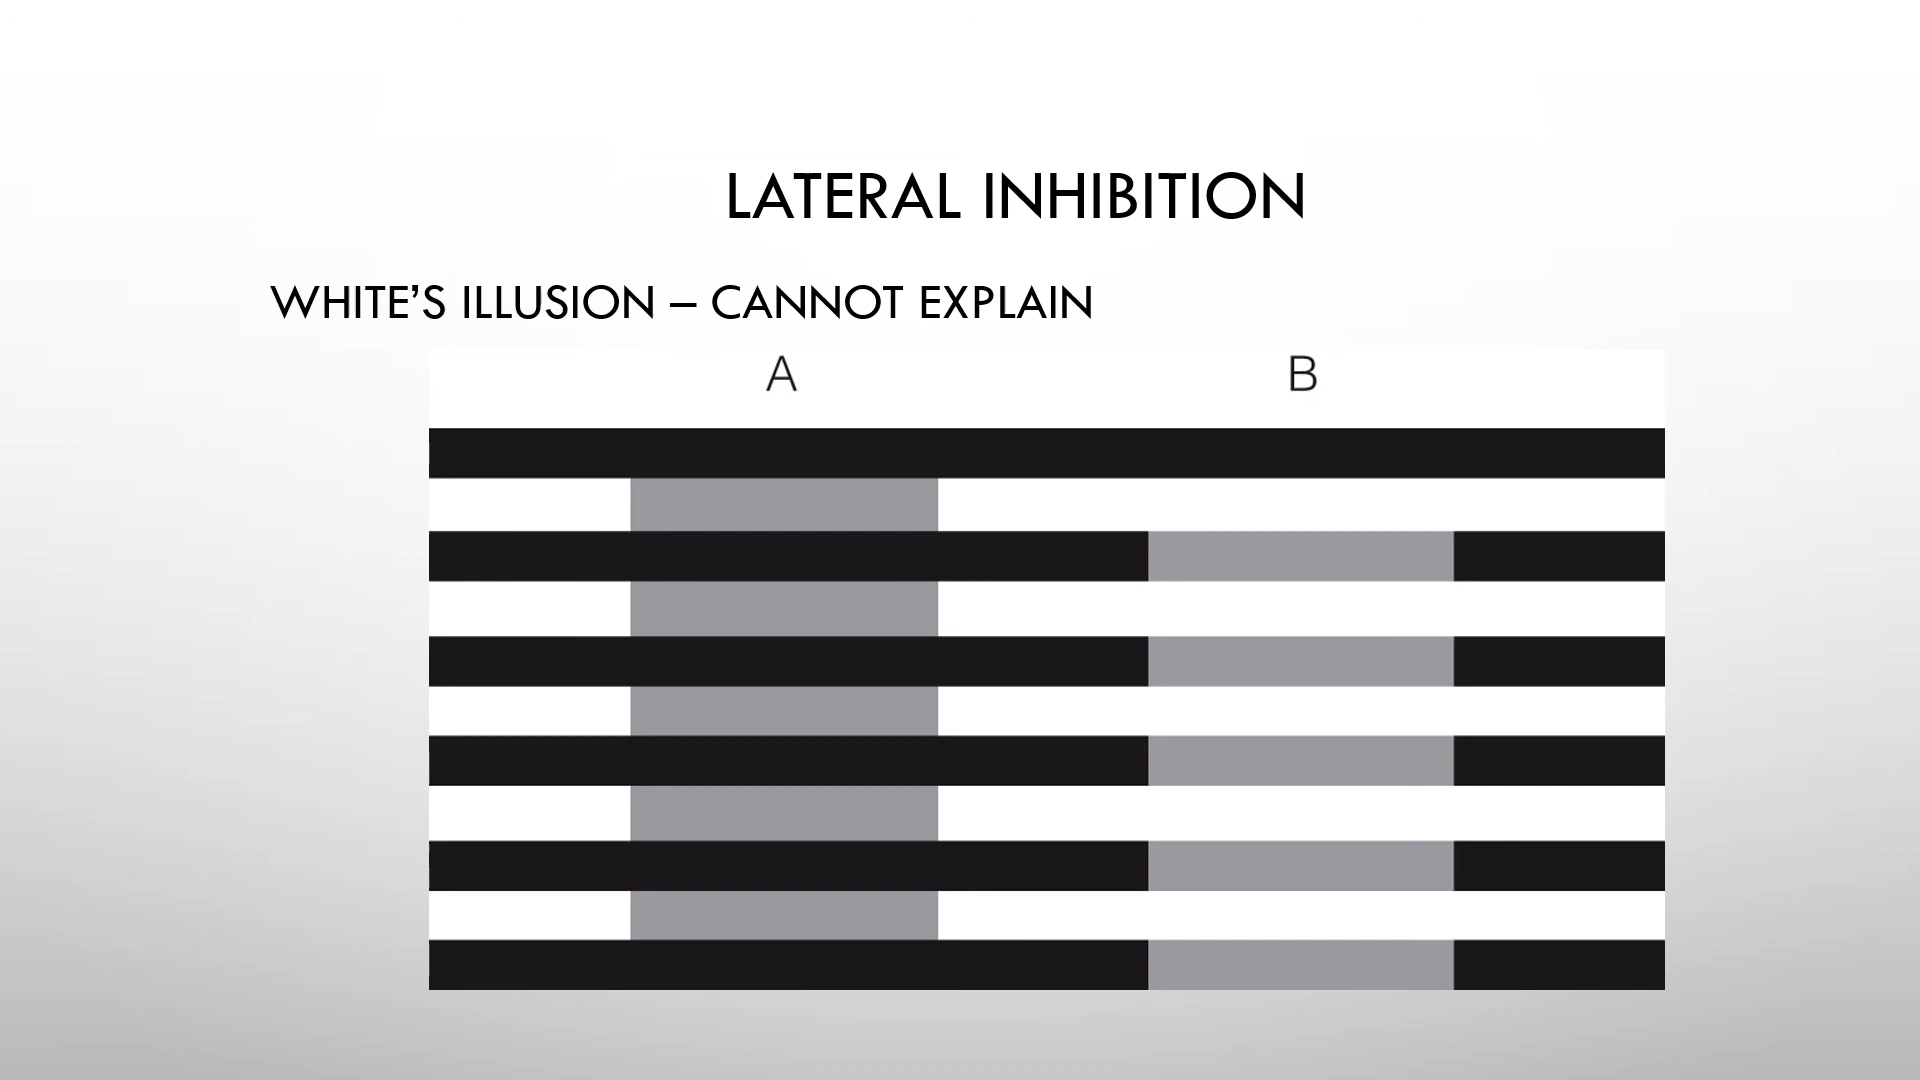 LATERAL INHIBITION
WHITE’S ILLUSION – CANNOT EXPLAIN
A B